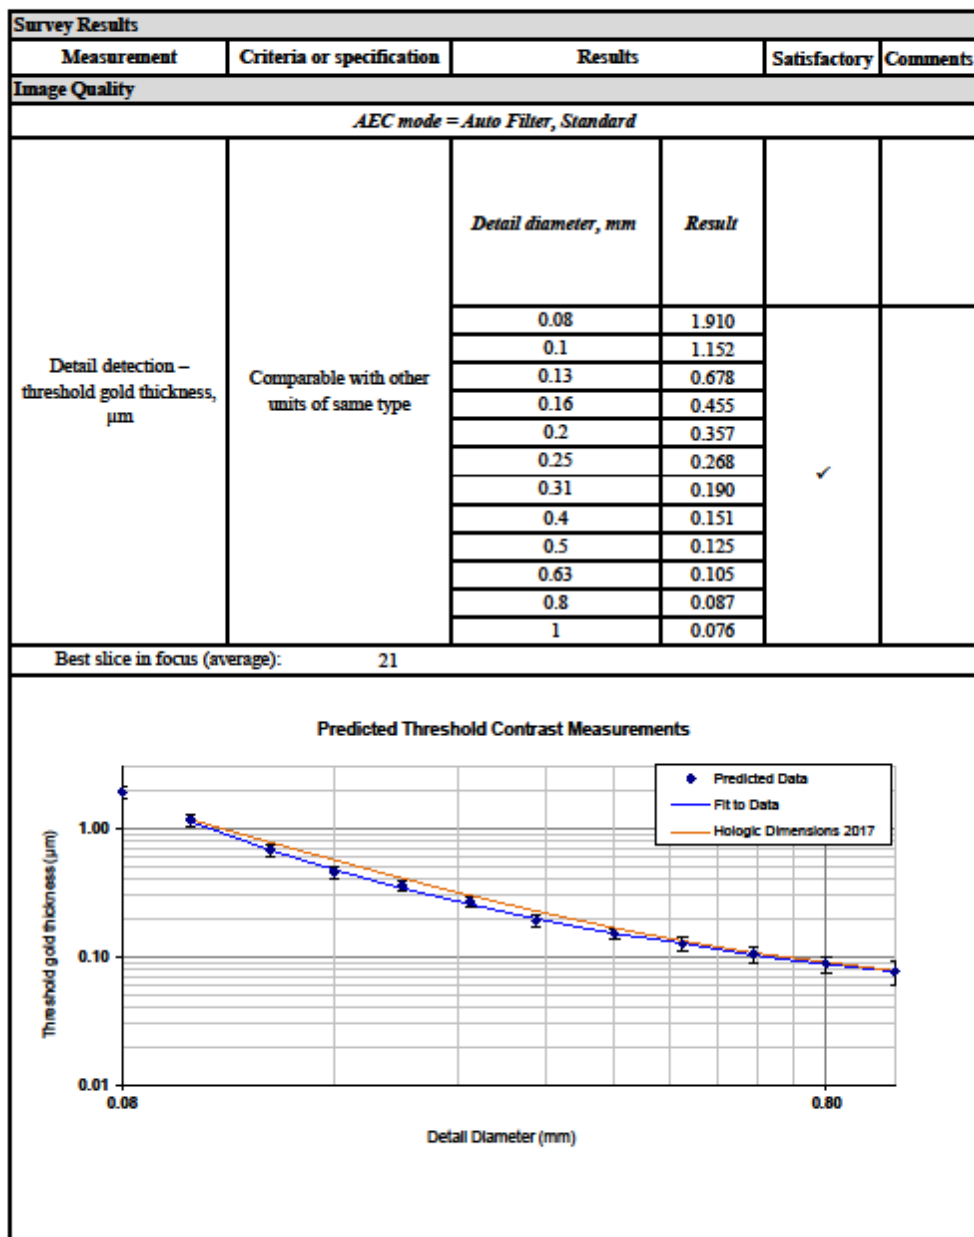 Survey Results
Measurement Criteria or specification Results Satisfactory Comments
Image Quality
AEC mode = Auto Filter, Standard
Detail diameter, mm Result
Detail detection –
threshold gold thickness,
µm
Comparable with other
units of same type
0.08 1.910
0.1 1.152
0.13 0.678
0.16 0.455
0.2 0.357
0.25 0.268
0.31 0.190
0.4 0.151
0.5 0.125
0.63 0.105
0.8 0.087
1 0.076
✓
Best slice in focus (average): 21
Predicted Threshold Contrast Measurements
Predicted Data
Fit to Data
Hologic Dimensions 2017
Threshold gold thickness (µm)
1.00
0.10
0.01
0.08 0.80
Detail Diameter (mm)